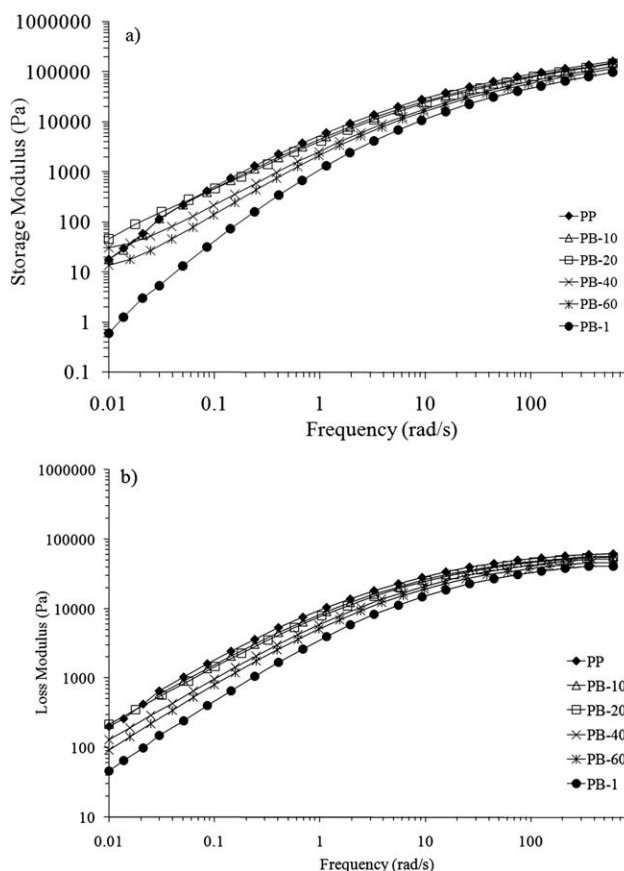 a)
1000000
100000
10000
1000
100
10
1
0.1
Storage Modulus (Pa)
PP
PB-10
PB-20
PB-40
PB-60
PB-1
0.01 0.1 1 10 100
Frequency (rad/s)
b)
1000000
100000
10000
1000
100
10
Loss Modulus (Pa)
PP
PB-10
PB-20
PB-40
PB-60
PB-1
0.01 0.1 1 10 100
Frequency (rad/s)